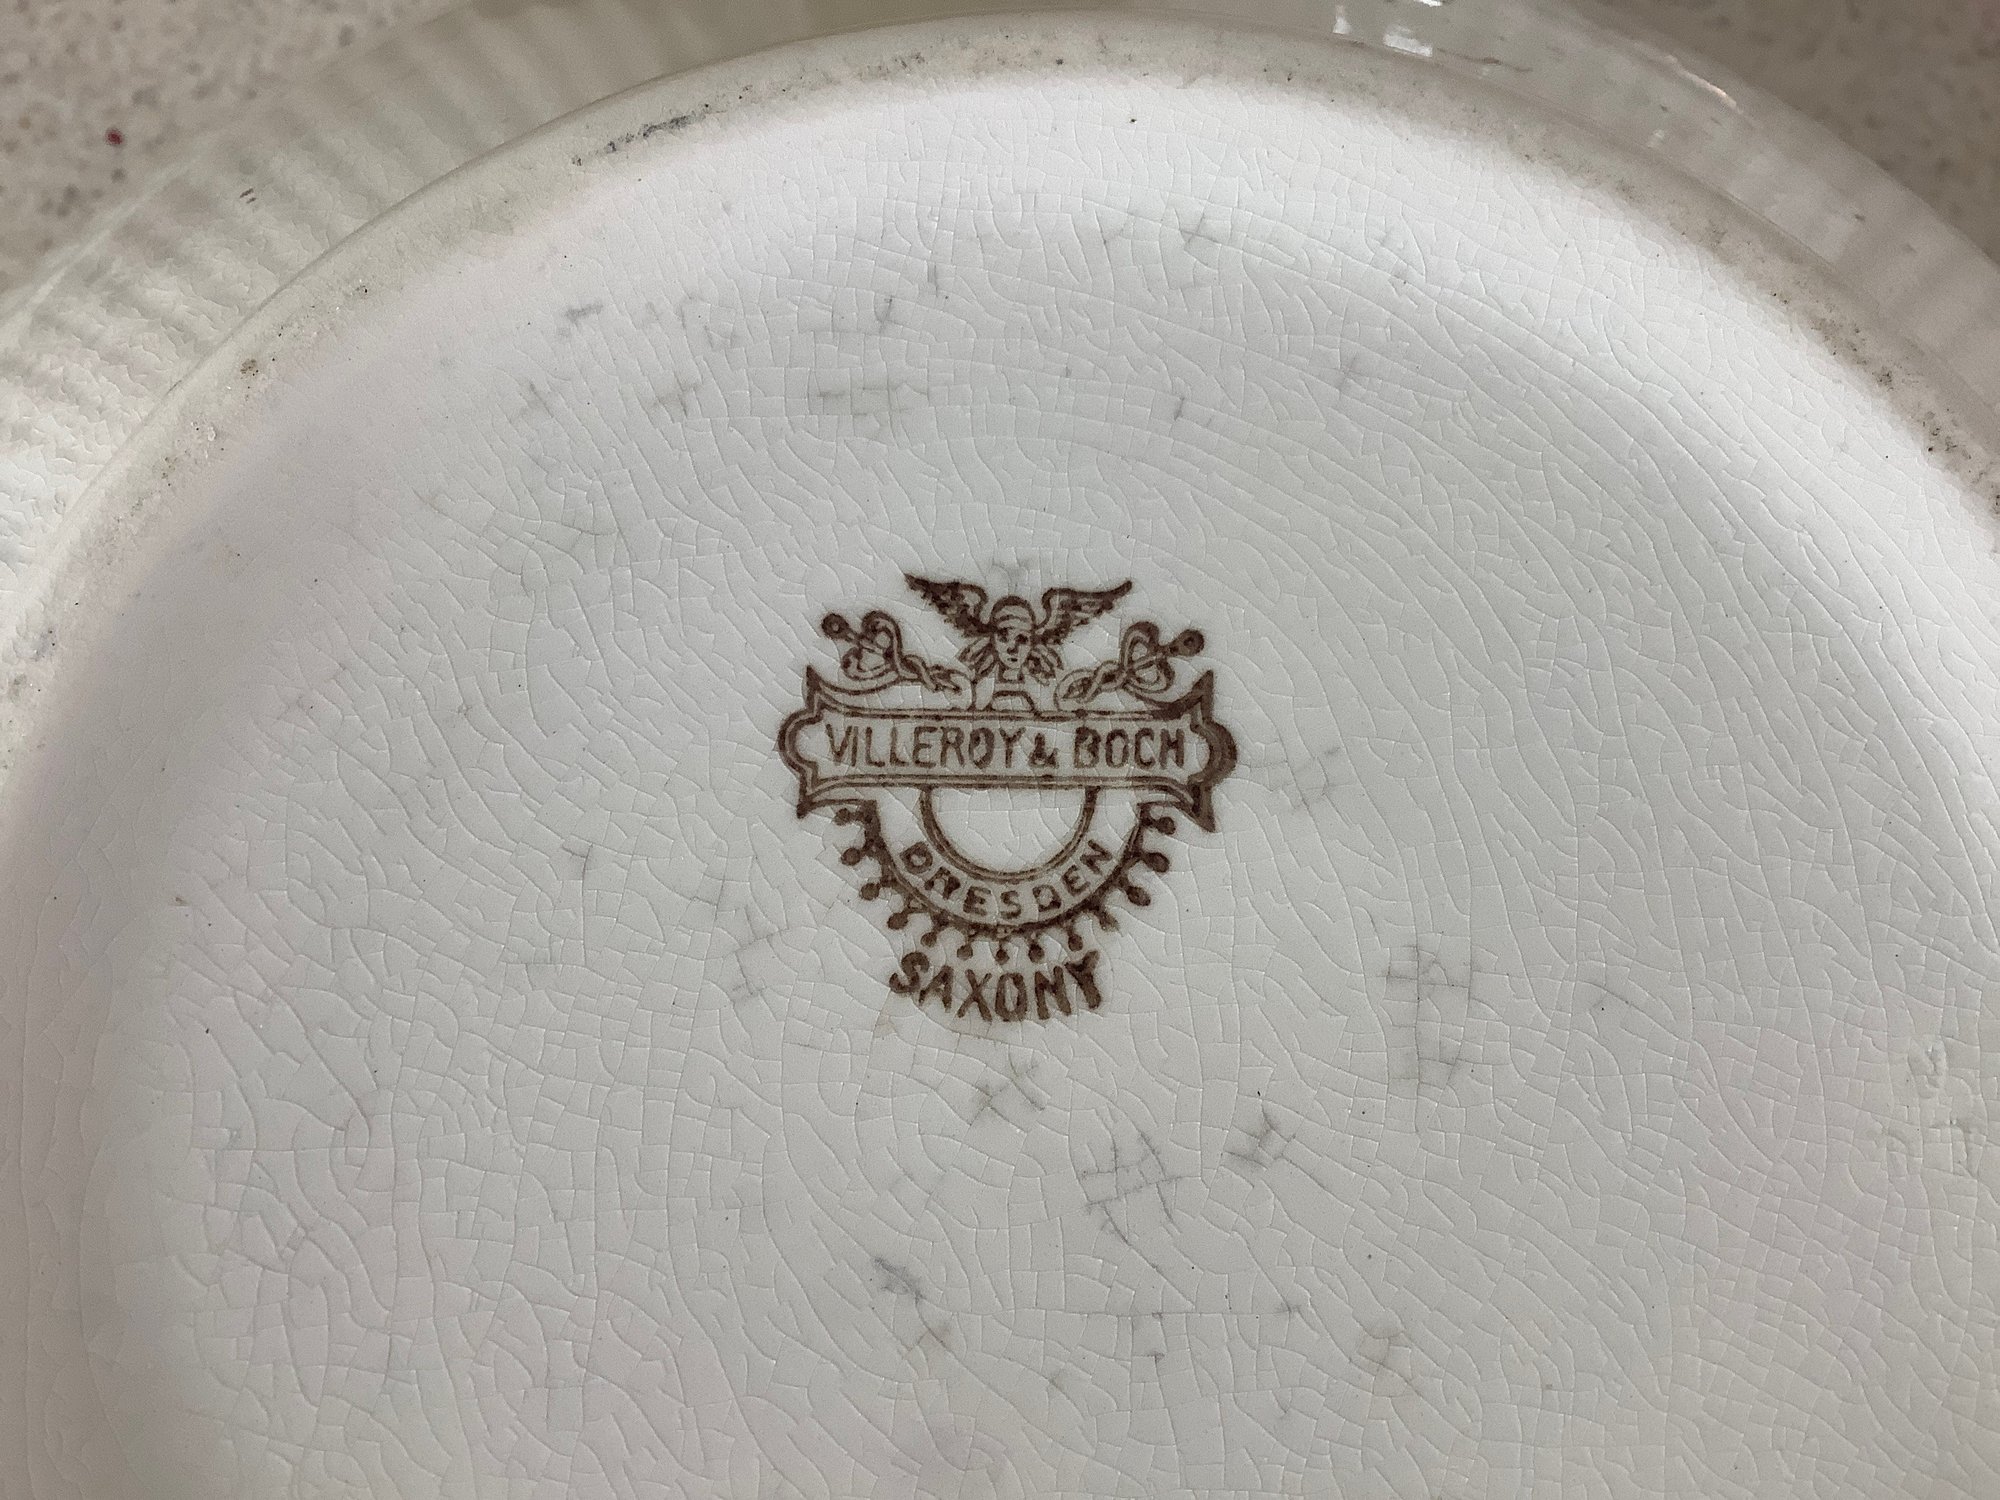 VILLEROY & BOCH
DRESDEN
SAXONY